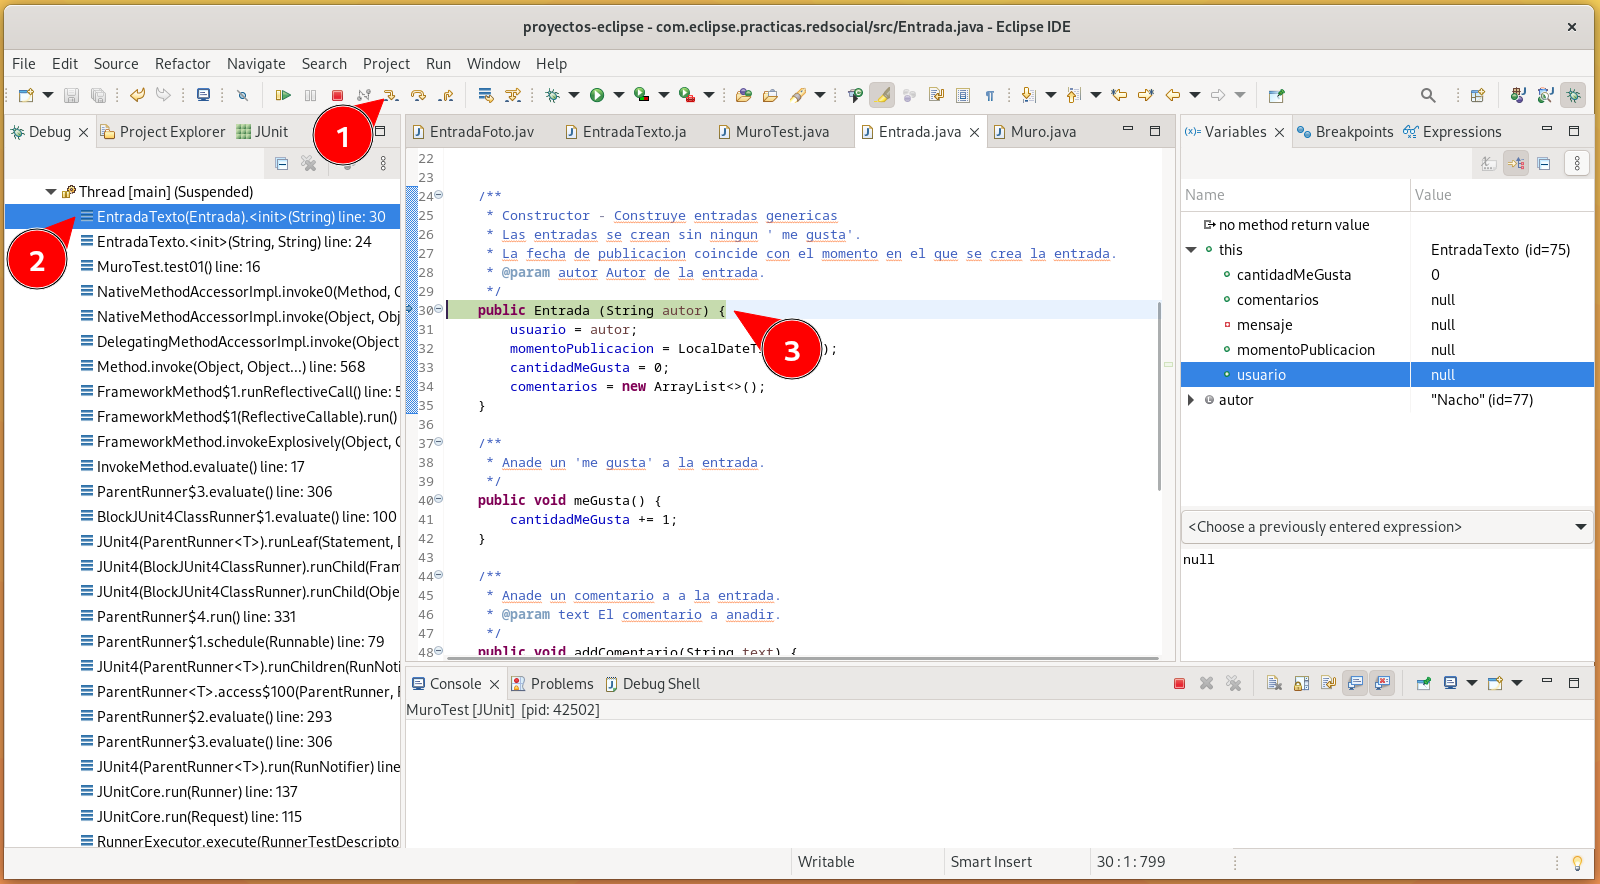 proyectos-eclipse - com.eclipse.practicas.redsocial/src/Entrada.java - Eclipse IDE
File Edit Source Refactor Navigate Search Project Run Window Help
Debug Project Explorer JUnit
1
Thread [main] (Suspended)
EntradaTexto(Entrada).<init>(String) line: 30
2
EntradaTexto.<init>(String, String) line: 24
MuroTest.test01() line: 16
NativeMethodAccessorImpl.invoke0(Method, O
NativeMethodAccessorImpl.invoke(Object, Obj
DelegatingMethodAccessorImpl.invoke(Object
Method.invoke(Object, Object...) line: 568
FrameworkMethod$1.runReflectiveCall() line: 5
FrameworkMethod$1(ReflectiveCallable).run()
FrameworkMethod.invokeExplosively(Object, O
InvokeMethod.evaluate() line: 17
ParentRunner$3.evaluate() line: 306
BlockJUnit4ClassRunner$1.evaluate() line: 100
JUnit4(ParentRunner<T>).runLeaf(Statement, D
JUnit4(BlockJUnit4ClassRunner).runChild(Fram
JUnit4(BlockJUnit4ClassRunner).runChild(Obje
ParentRunner$4.run() line: 331
ParentRunner$1.schedule(Runnable) line: 79
JUnit4(ParentRunner<T>).runChildren(RunNoti
ParentRunner<T>.access$100(ParentRunner, R
ParentRunner$2.evaluate() line: 293
ParentRunner$3.evaluate() line: 306
JUnit4(ParentRunner<T>).run(RunNotifier) line
JUnitCore.run(Runner) line: 137
JUnitCore.run(Request) line: 115
RunnerExecutor.execute(RunnerTestDescripto
EntradaFoto.jav EntradaTexto.ja MuroTest.java Entrada.java Muro.java
22
23
24 /**
25 * Constructor - Construye entradas genericas
26 * Las entradas se crean sin ningun ' me gusta'.
27 * La fecha de publicacion coincide con el momento en el que se crea la entrada.
28 * @param autor Autor de la entrada.
29 */
30 public Entrada (String autor) {
31 usuario = autor;
32 momentoPublicacion = LocalDateT );
3
33 cantidadMeGusta = 0;
34 comentarios = new ArrayList<>();
35 }
36
37 /**
38 * Anade un 'me gusta' a la entrada.
39 */
40 public void meGusta() {
41 cantidadMeGusta += 1;
42 }
43
44 /**
45 * Anade un comentario a a la entrada.
46 * @param text El comentario a anadir.
47 */
48 public void addComentario(String text) {
Variables Breakpoints Expressions
Name Value
no method return value
this EntradaTexto (id=75)
cantidadMeGusta 0
comentarios null
mensaje null
momentoPublicacion null
usuario null
autor "Nacho" (id=77)
<Choose a previously entered expression>
null
Console Problems Debug Shell
MuroTest [JUnit] [pid: 42502]
Writable Smart Insert 30 : 1 : 799